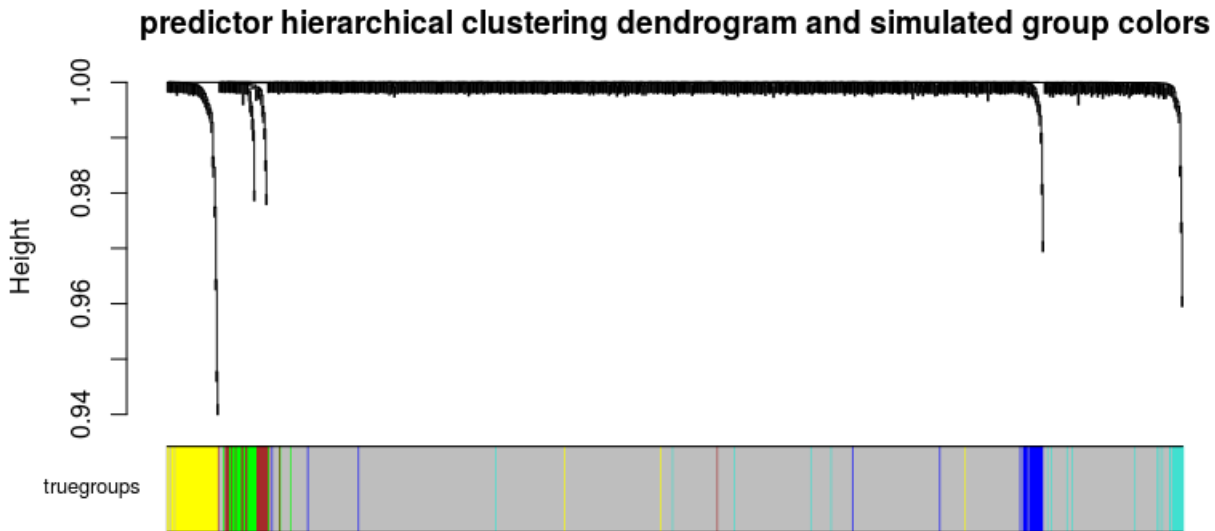 predictor hierarchical clustering dendrogram and simulated group colors
1.00
0.98
Height
0.96
0.94
truegroups